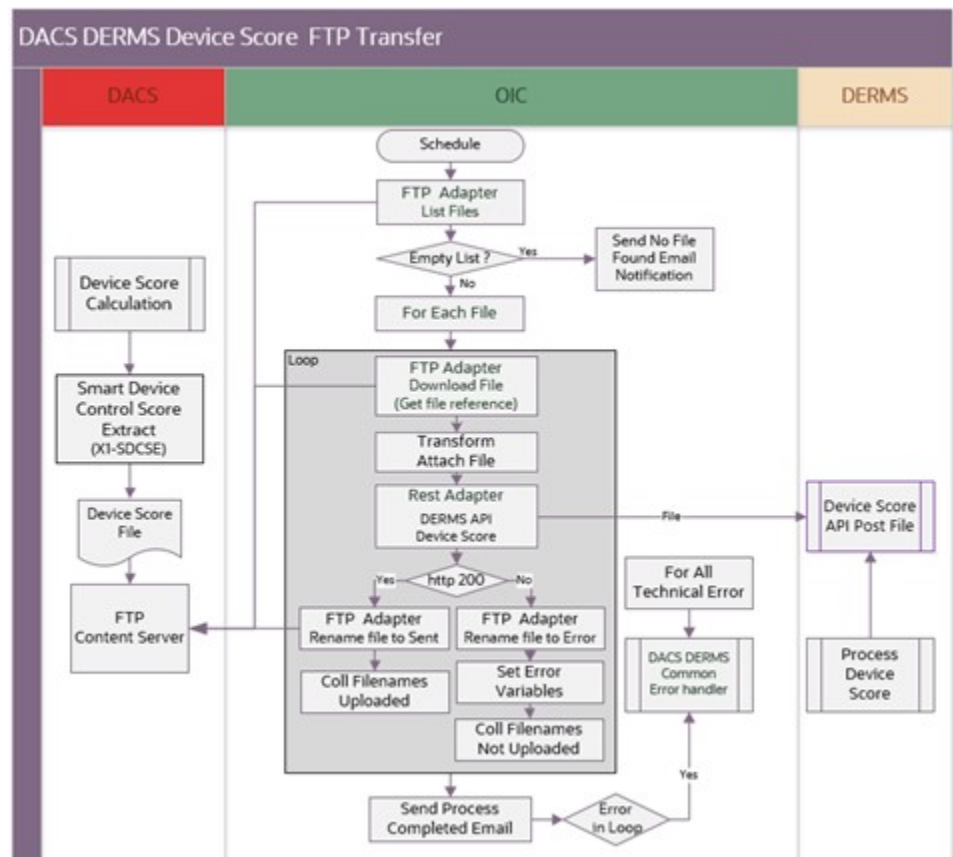 DACS DERMS Device Score FTP Transfer
DACS
OIC
DERMS
Schedule
FTP Adapter
List Files
Empty List ?
Yes
Send No File
Found Email
Notification
No
For Each File
Device Score
Calculation
Smart Device
Control Score
Extract
(X1-SDCSE)
Device Score
File
FTP
Content Server
Loop
FTP Adapter
Download File
(Get file reference)
Transform
Attach File
Rest Adapter
DERMS API
Device Score
File
Device Score
API Post File
Yes
http 200
No
FTP Adapter
Rename file to Sent
FTP Adapter
Rename file to Error
Coll Filenames
Uploaded
Set Error
Variables
Coll Filenames
Not Uploaded
For All
Technical Error
DACS DERMS
Common
Error handler
Process
Device
Score
Yes
Send Process
Completed Email
Error
in Loop